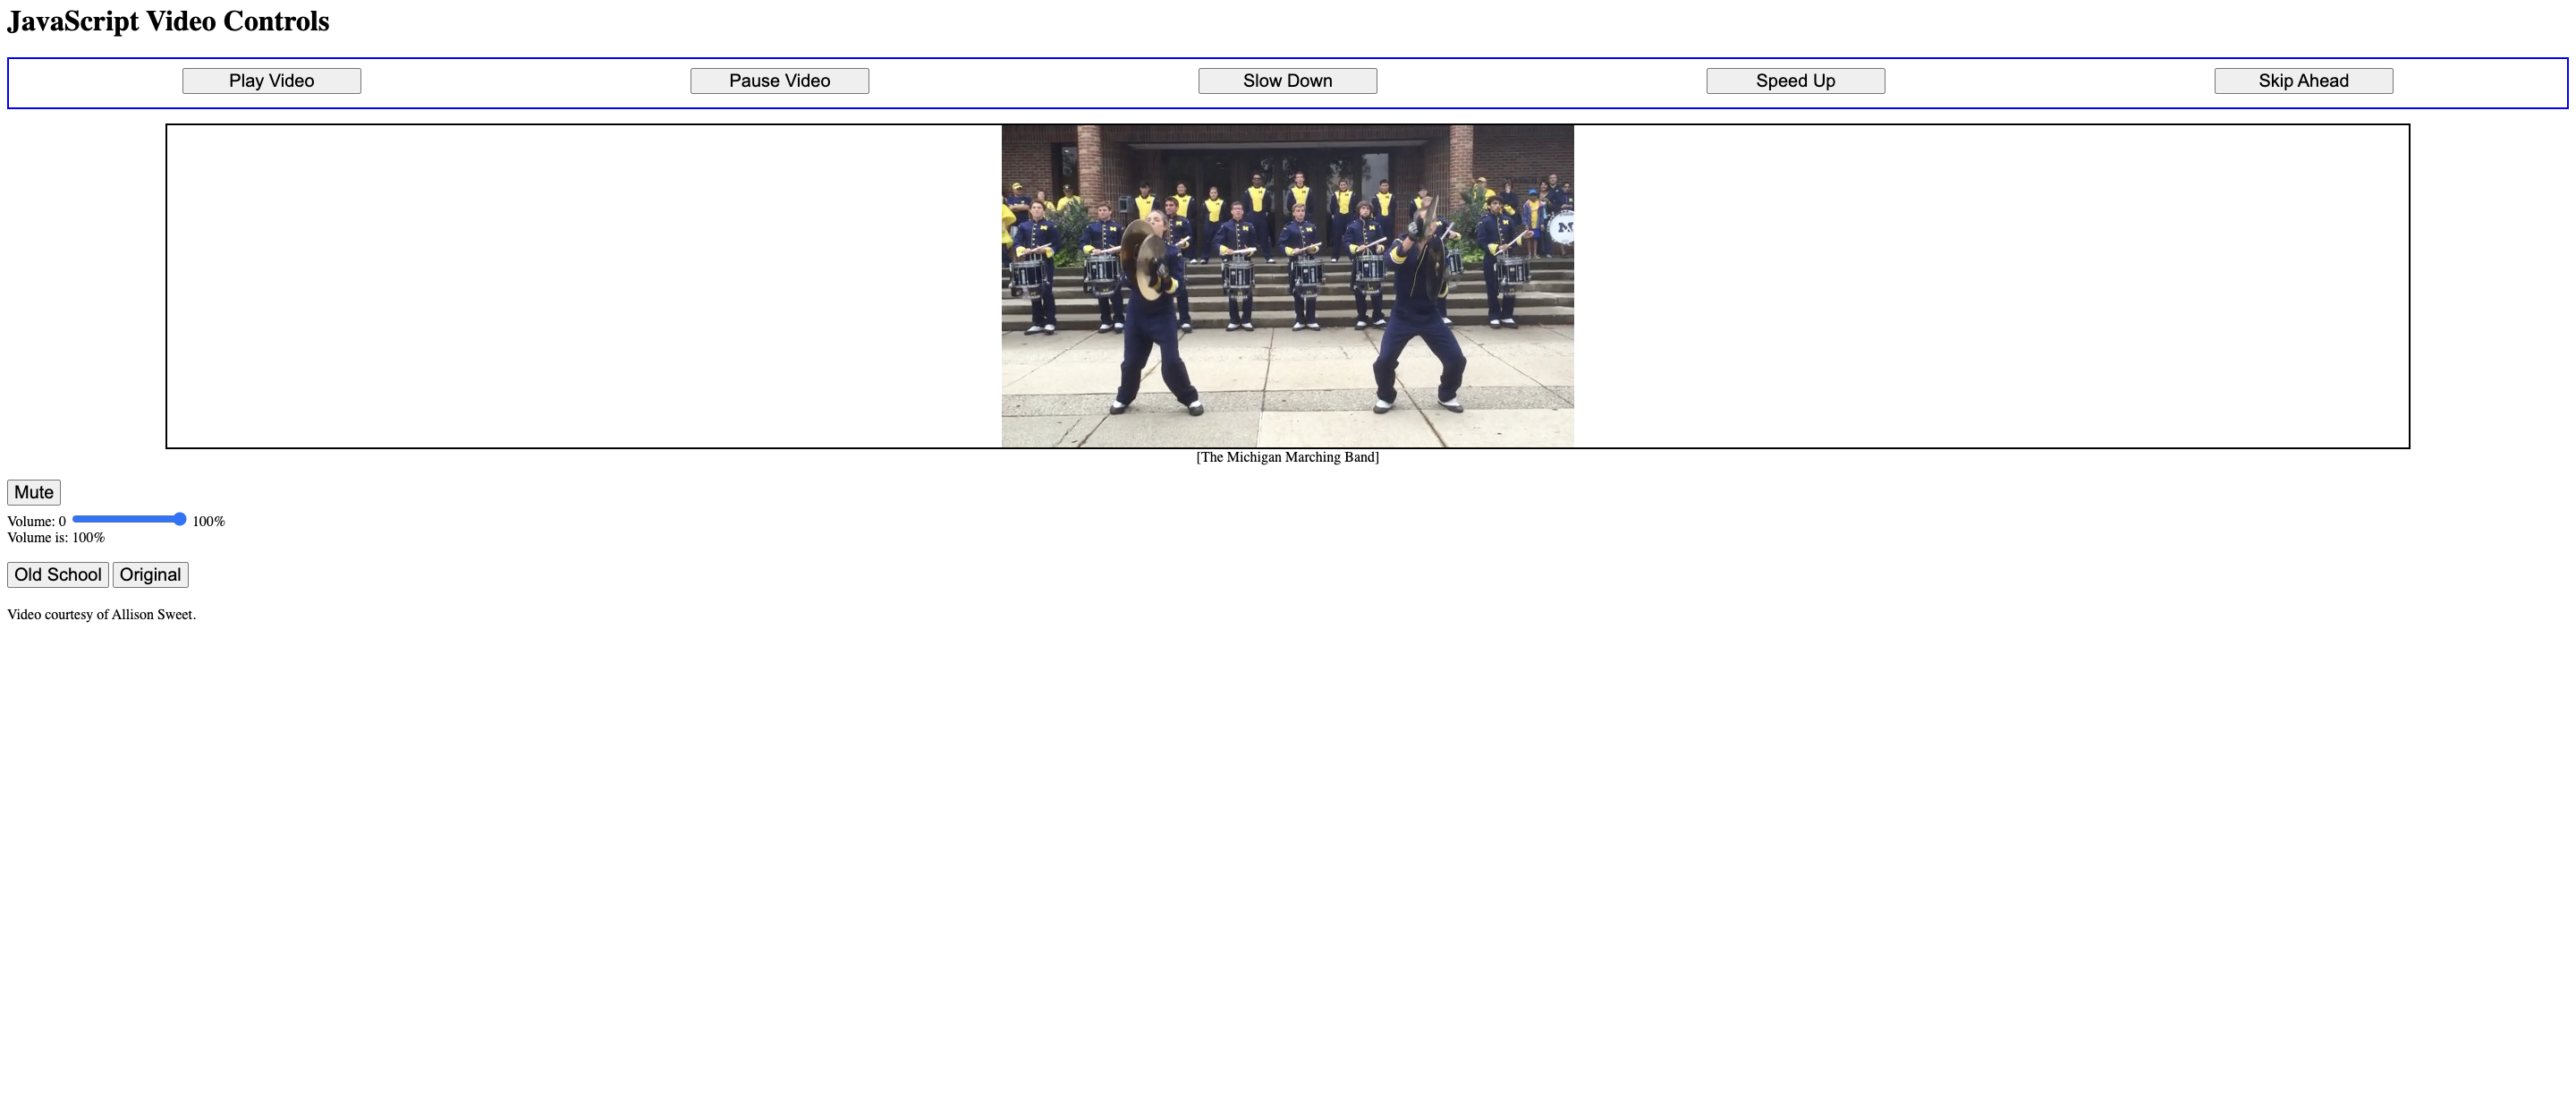 JavaScript Video Controls
Play Video Pause Video Slow Down Speed Up Skip Ahead
M
[The Michigan Marching Band]
Mute
Volume: 0 100%
Volume is: 100%
Old School Original
Video courtesy of Allison Sweet.